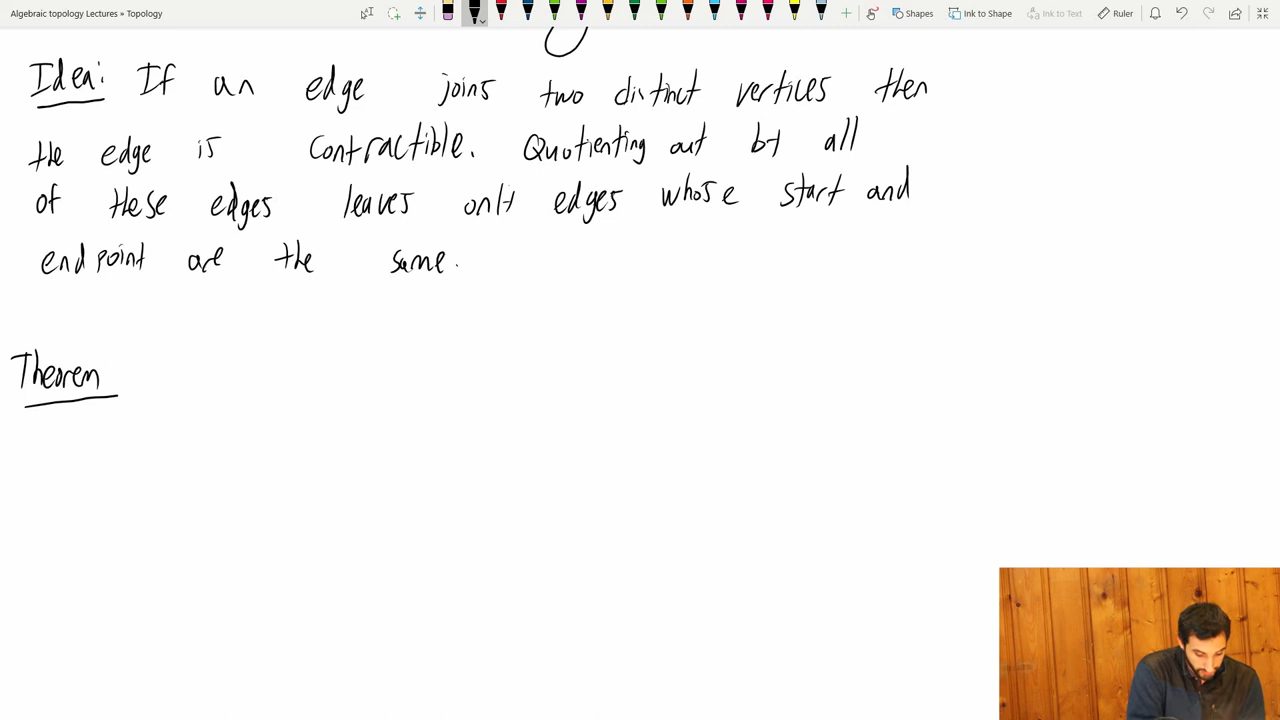 Algebraic topology Lectures » Topology
Shapes
Ink to Shape
Ink to Text
Ruler
Idea: If an edge joins two distinct vertices then
the edge is contractible. Quotienting out bt all
of these edges leaves onlt edges whose start and
endpoint are the same.
Theorem